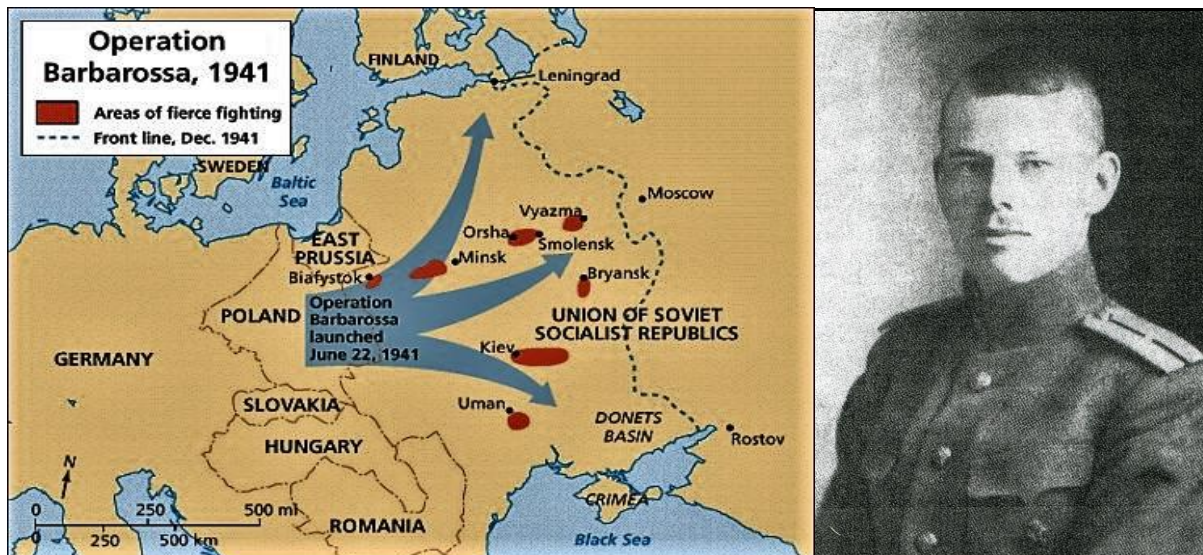 Operation
Barbarossa, 1941
Areas of fierce fighting
Front line, Dec. 1941
FINLAND
Leningrad
SWEDEN
Baltic
Sea
Moscow
Vyazma
Orsha
Smolensk
EAST
PRUSSIA
Minsk
Białystok
Bryansk
Operation
Barbarossa
launched
June 22, 1941
POLAND
UNION OF SOVIET
SOCIALIST REPUBLICS
GERMANY
Kiev
SLOVAKIA
Uman
DONETS
BASIN
HUNGARY
Rostov
N
CRIMEA
0 250 500 mi
0 250 500 km
ROMANIA
Black Sea